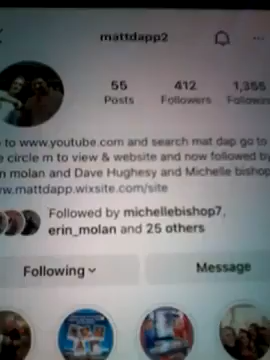 mattdapp2
55 412 1,355
Posts Followers Following
to www.youtube.com and search mat dap go to
circle m to view & website and now followed by
molan and Dave Hughesy and Michelle bishop
w.mattdapp.wixsite.com/site
Followed by michellebishop7,
erin_molan and 25 others
Following Message